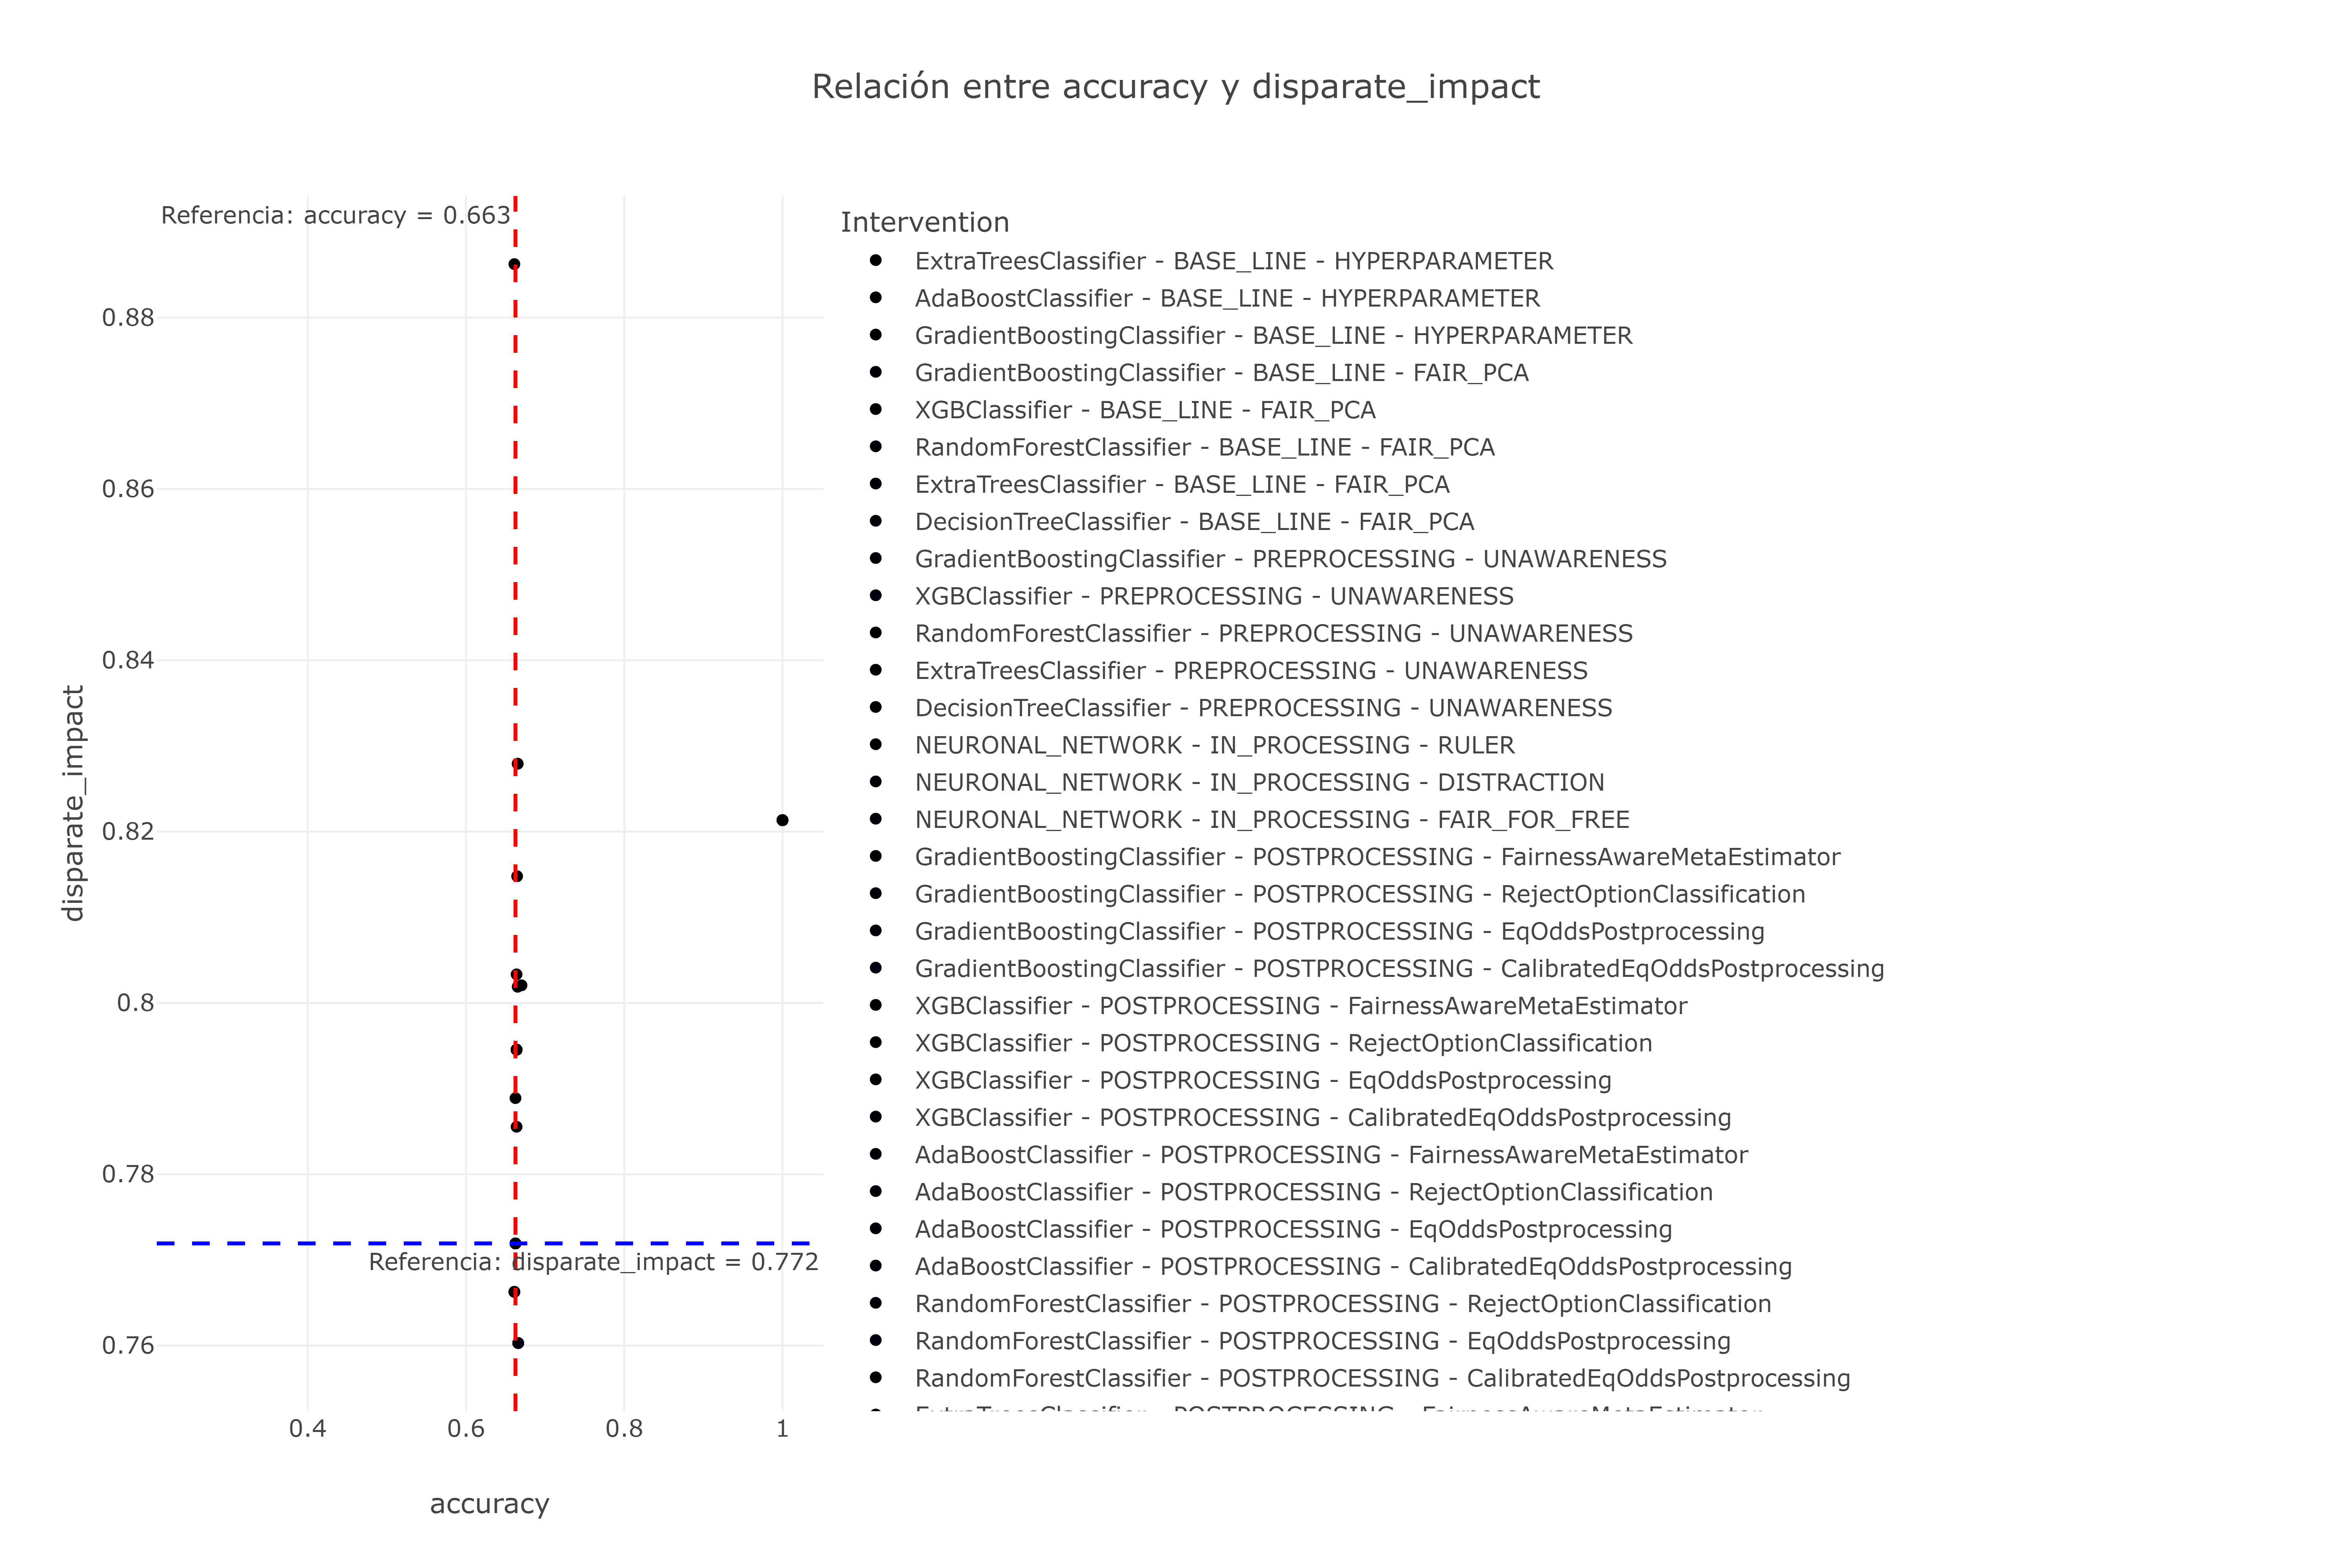 Relación entre accuracy y disparate_impact
Referencia: accuracy = 0.663
0.88
0.86
0.84
0.82
0.8
0.78
0.76
disparate_impact
Referencia: disparate_impact = 0.772
0.4
0.6
0.8
1
accuracy
Intervention
ExtraTreesClassifier - BASE_LINE - HYPERPARAMETER
AdaBoostClassifier - BASE_LINE - HYPERPARAMETER
GradientBoostingClassifier - BASE_LINE - HYPERPARAMETER
GradientBoostingClassifier - BASE_LINE - FAIR_PCA
XGBClassifier - BASE_LINE - FAIR_PCA
RandomForestClassifier - BASE_LINE - FAIR_PCA
ExtraTreesClassifier - BASE_LINE - FAIR_PCA
DecisionTreeClassifier - BASE_LINE - FAIR_PCA
GradientBoostingClassifier - PREPROCESSING - UNAWARENESS
XGBClassifier - PREPROCESSING - UNAWARENESS
RandomForestClassifier - PREPROCESSING - UNAWARENESS
ExtraTreesClassifier - PREPROCESSING - UNAWARENESS
DecisionTreeClassifier - PREPROCESSING - UNAWARENESS
NEURONAL_NETWORK - IN_PROCESSING - RULER
NEURONAL_NETWORK - IN_PROCESSING - DISTRACTION
NEURONAL_NETWORK - IN_PROCESSING - FAIR_FOR_FREE
GradientBoostingClassifier - POSTPROCESSING - FairnessAwareMetaEstimator
GradientBoostingClassifier - POSTPROCESSING - RejectOptionClassification
GradientBoostingClassifier - POSTPROCESSING - EqOddsPostprocessing
GradientBoostingClassifier - POSTPROCESSING - CalibratedEqOddsPostprocessing
XGBClassifier - POSTPROCESSING - FairnessAwareMetaEstimator
XGBClassifier - POSTPROCESSING - RejectOptionClassification
XGBClassifier - POSTPROCESSING - EqOddsPostprocessing
XGBClassifier - POSTPROCESSING - CalibratedEqOddsPostprocessing
AdaBoostClassifier - POSTPROCESSING - FairnessAwareMetaEstimator
AdaBoostClassifier - POSTPROCESSING - RejectOptionClassification
AdaBoostClassifier - POSTPROCESSING - EqOddsPostprocessing
AdaBoostClassifier - POSTPROCESSING - CalibratedEqOddsPostprocessing
RandomForestClassifier - POSTPROCESSING - RejectOptionClassification
RandomForestClassifier - POSTPROCESSING - EqOddsPostprocessing
RandomForestClassifier - POSTPROCESSING - CalibratedEqOddsPostprocessing